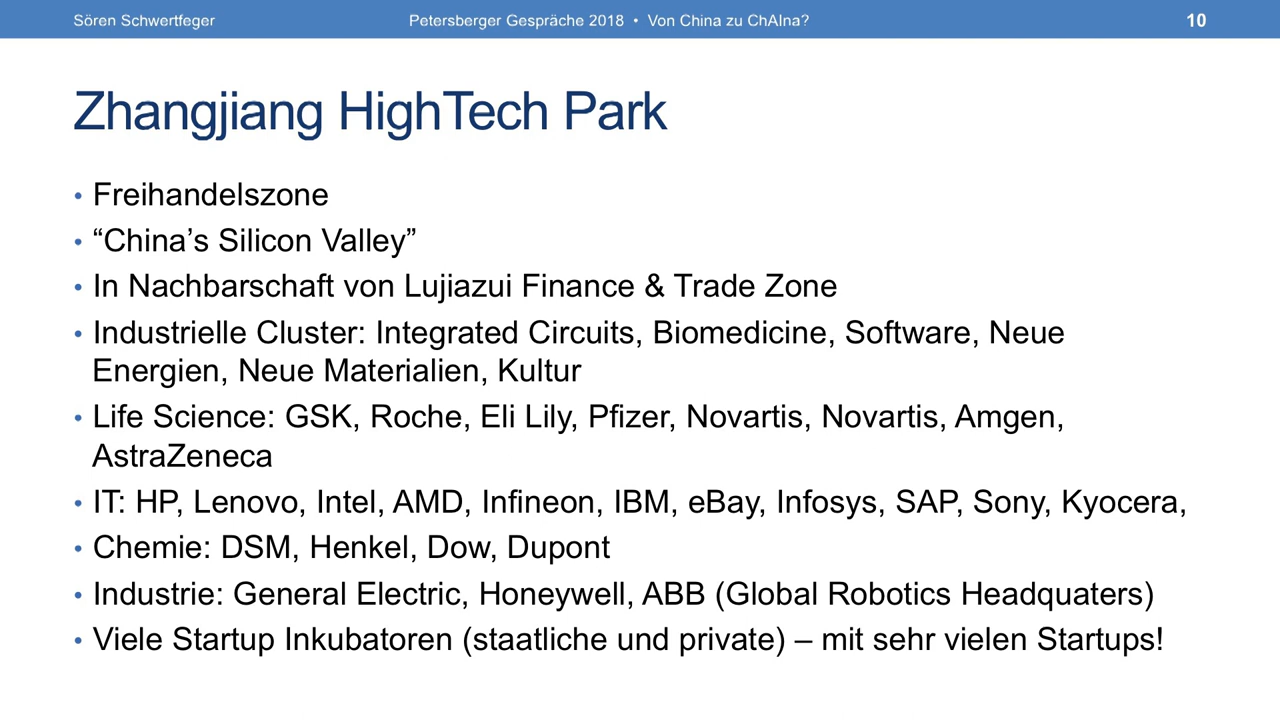 Sören Schwertfeger
Petersberger Gespräche 2018 • Von China zu ChAIna?
10
Zhangjiang HighTech Park
• Freihandelszone
• “China’s Silicon Valley”
• In Nachbarschaft von Lujiazui Finance & Trade Zone
• Industrielle Cluster: Integrated Circuits, Biomedicine, Software, Neue
Energien, Neue Materialien, Kultur
• Life Science: GSK, Roche, Eli Lily, Pfizer, Novartis, Novartis, Amgen,
AstraZeneca
• IT: HP, Lenovo, Intel, AMD, Infineon, IBM, eBay, Infosys, SAP, Sony, Kyocera,
• Chemie: DSM, Henkel, Dow, Dupont
• Industrie: General Electric, Honeywell, ABB (Global Robotics Headquaters)
• Viele Startup Inkubatoren (staatliche und private) – mit sehr vielen Startups!